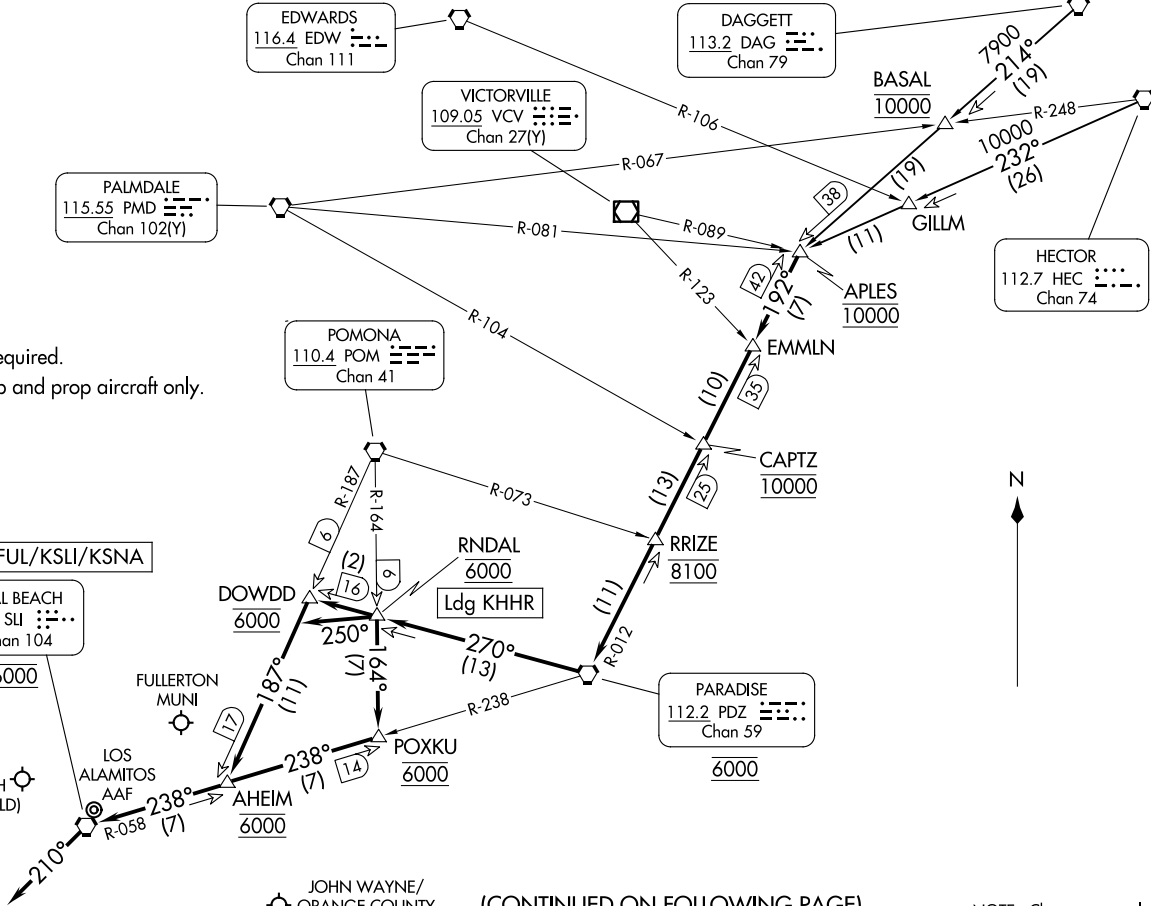 EDWARDS
116.4 EDW
Chan 111
DAGGETT
113.2 DAG
Chan 79
7900
214°
(19)
BASAL
10000
VICTORVILLE
109.05 VCV
Chan 27(Y)
R-106
R-248
10000
232°
(26)
R-067
(19)
PALMDALE
115.55 PMD
Chan 102(Y)
38
R-081
R-089
GILLM
(11)
HECTOR
112.7 HEC
Chan 74
42
192°
(7)
APLES
10000
R-123
R-104
POMONA
110.4 POM
Chan 41
EMMLN
equired.
and prop aircraft only.
(10)
35
CAPTZ
10000
R-187
R-164
R-073
(13)
25
N
6
(2)
16
6
RNDAL
6000
Ldg KHHR
RRIZE
8100
FUL/KSLI/KSNA
L BEACH
SLI
an 104
DOWDD
6000
250°
(7)
164°
270°
(13)
(11)
R-012
000
FULLERTON
MUNI
187°
(11)
R-238
PARADISE
112.2 PDZ
Chan 59
6000
17
238°
(7)
14
POXKU
6000
LOS
ALAMITOS
AAF
H
LD)
238°
(7)
R-058
AHEIM
6000
210°
JOHN WAYNE/
ORANGE COUNTY
(CONTINUED ON FOLLOWING PAGE)